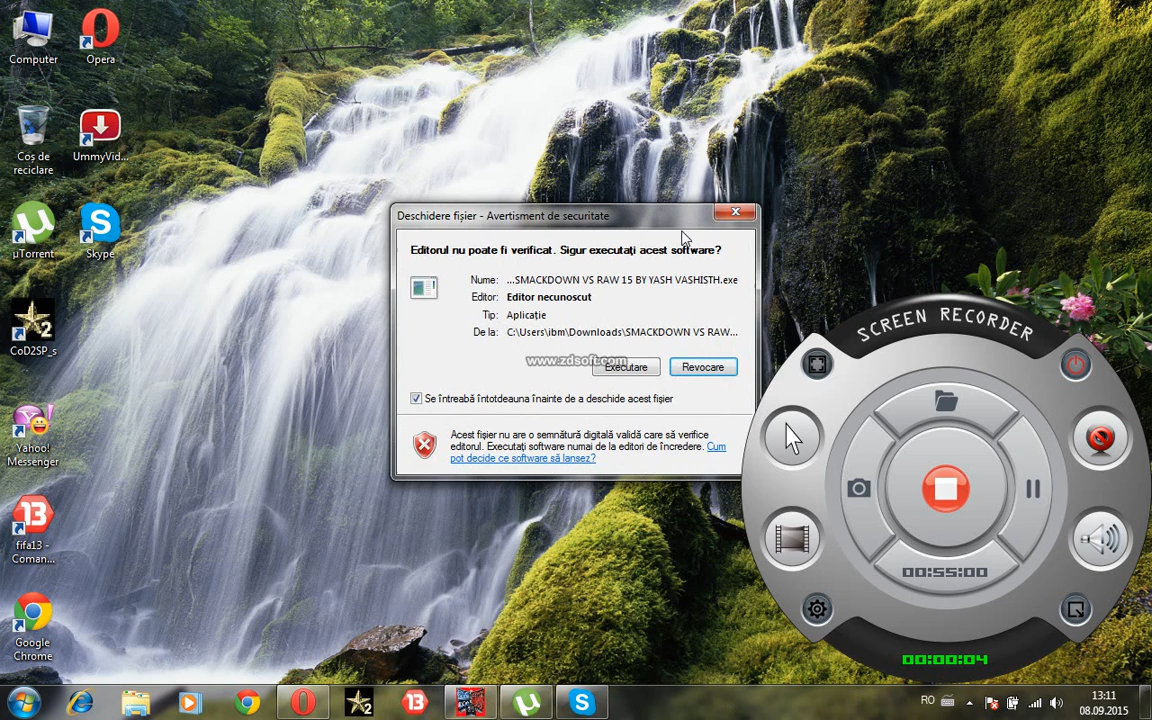 Computer
Opera
Coș de
reciclare
UmmyVid...
µTorrent
Skype
CoD2SP_s
Yahoo!
Messenger
fifa13 -
Coman...
Google
Chrome
Deschidere fișier - Avertisment de securitate
Editorul nu poate fi verificat. Sigur executați acest software?
Nume: ...SMACKDOWN VS RAW 15 BY YASH VASHISTH.exe
Editor: Editor necunoscut
Tip: Aplicație
De la: C:\Users\ibm\Downloads\SMACKDOWN VS RAW...
www.zdsoft.com
Executare
Revocare
Se întreabă întotdeauna înainte de a deschide acest fișier
Acest fișier nu are o semnătură digitală validă care să verifice
editorul. Executați software numai de la editori de încredere. Cum
pot decide ce software să lansez?
SCREEN RECORDER
00:55:00
00:00:04
RO
13:11
08.09.2015